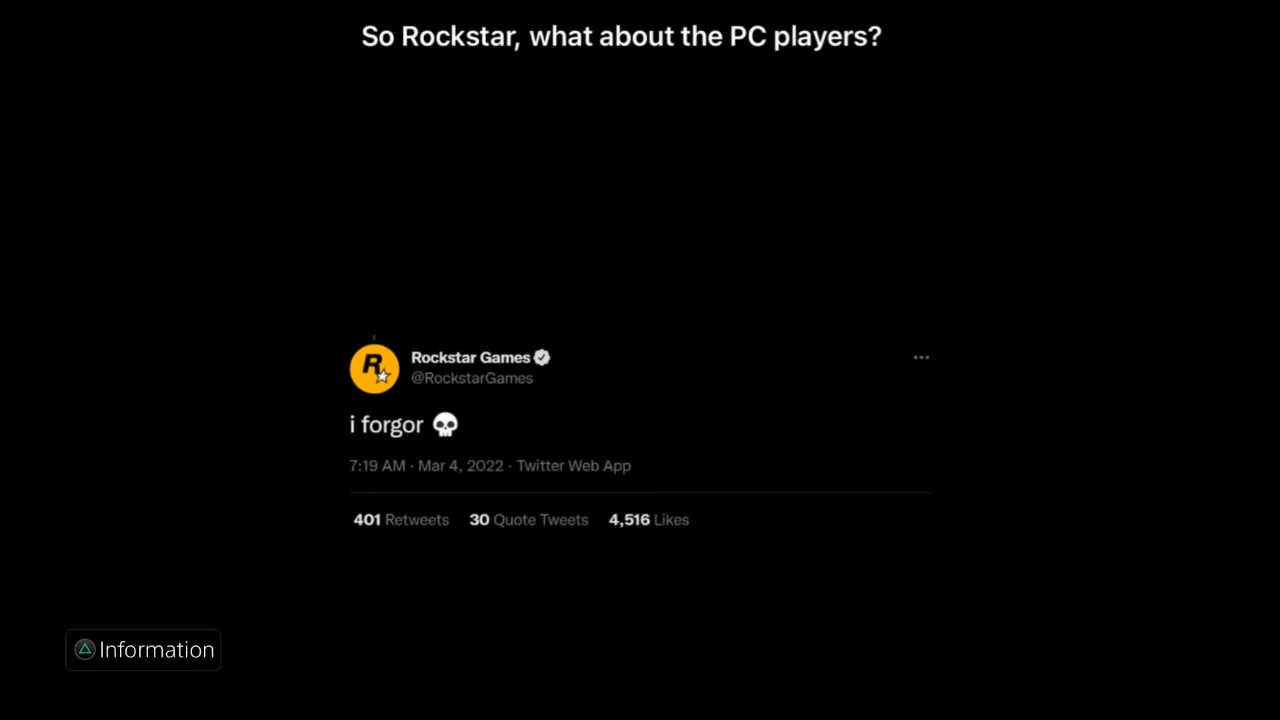 So Rockstar, what about the PC players?
R
Rockstar Games
@RockstarGames
i forgor 💀
7:19 AM · Mar 4, 2022 · Twitter Web App
401 Retweets 30 Quote Tweets 4,516 Likes
Information